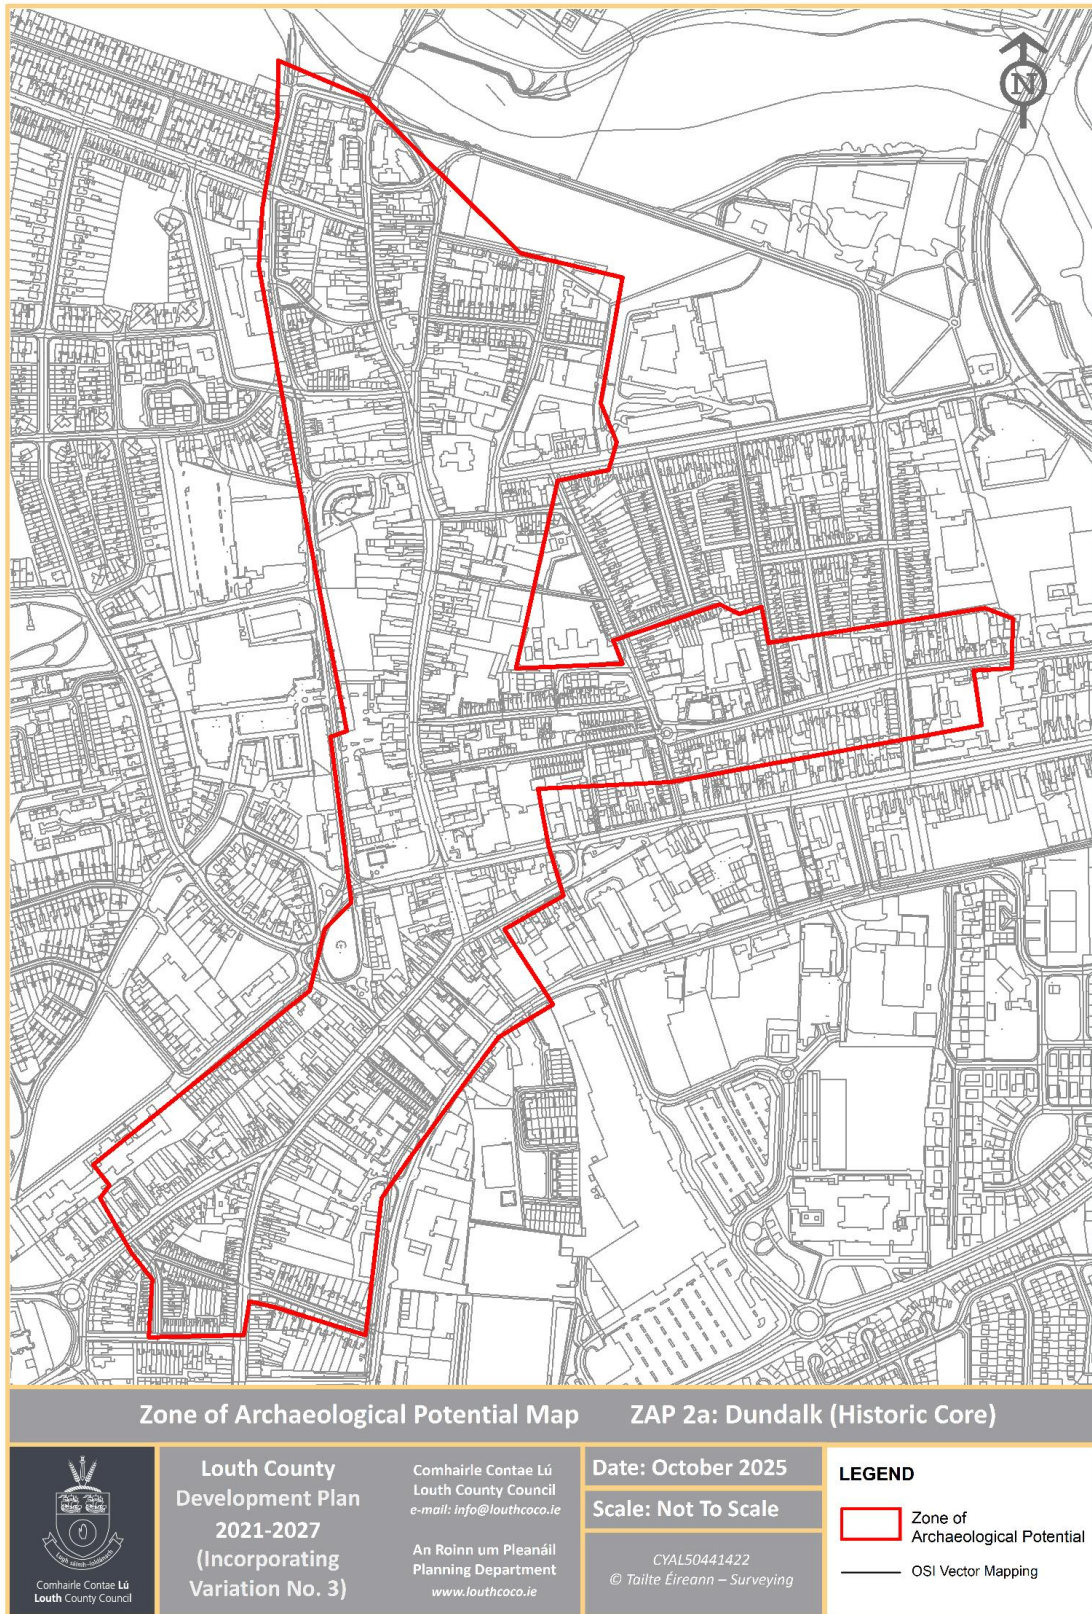 N
Zone of Archaeological Potential Map ZAP 2a: Dundalk (Historic Core)
Comhairle Contae Lú
Louth County Council
Louth County
Development Plan
2021-2027
(Incorporating
Variation No. 3)
Comhairle Contae Lú
Louth County Council
e-mail: info@louthcoco.ie
An Roinn um Pleanáil
Planning Department
www.louthcoco.ie
Date: October 2025
Scale: Not To Scale
CYAL50441422
© Tailte Éireann – Surveying
LEGEND
Zone of
Archaeological Potential
OSI Vector Mapping